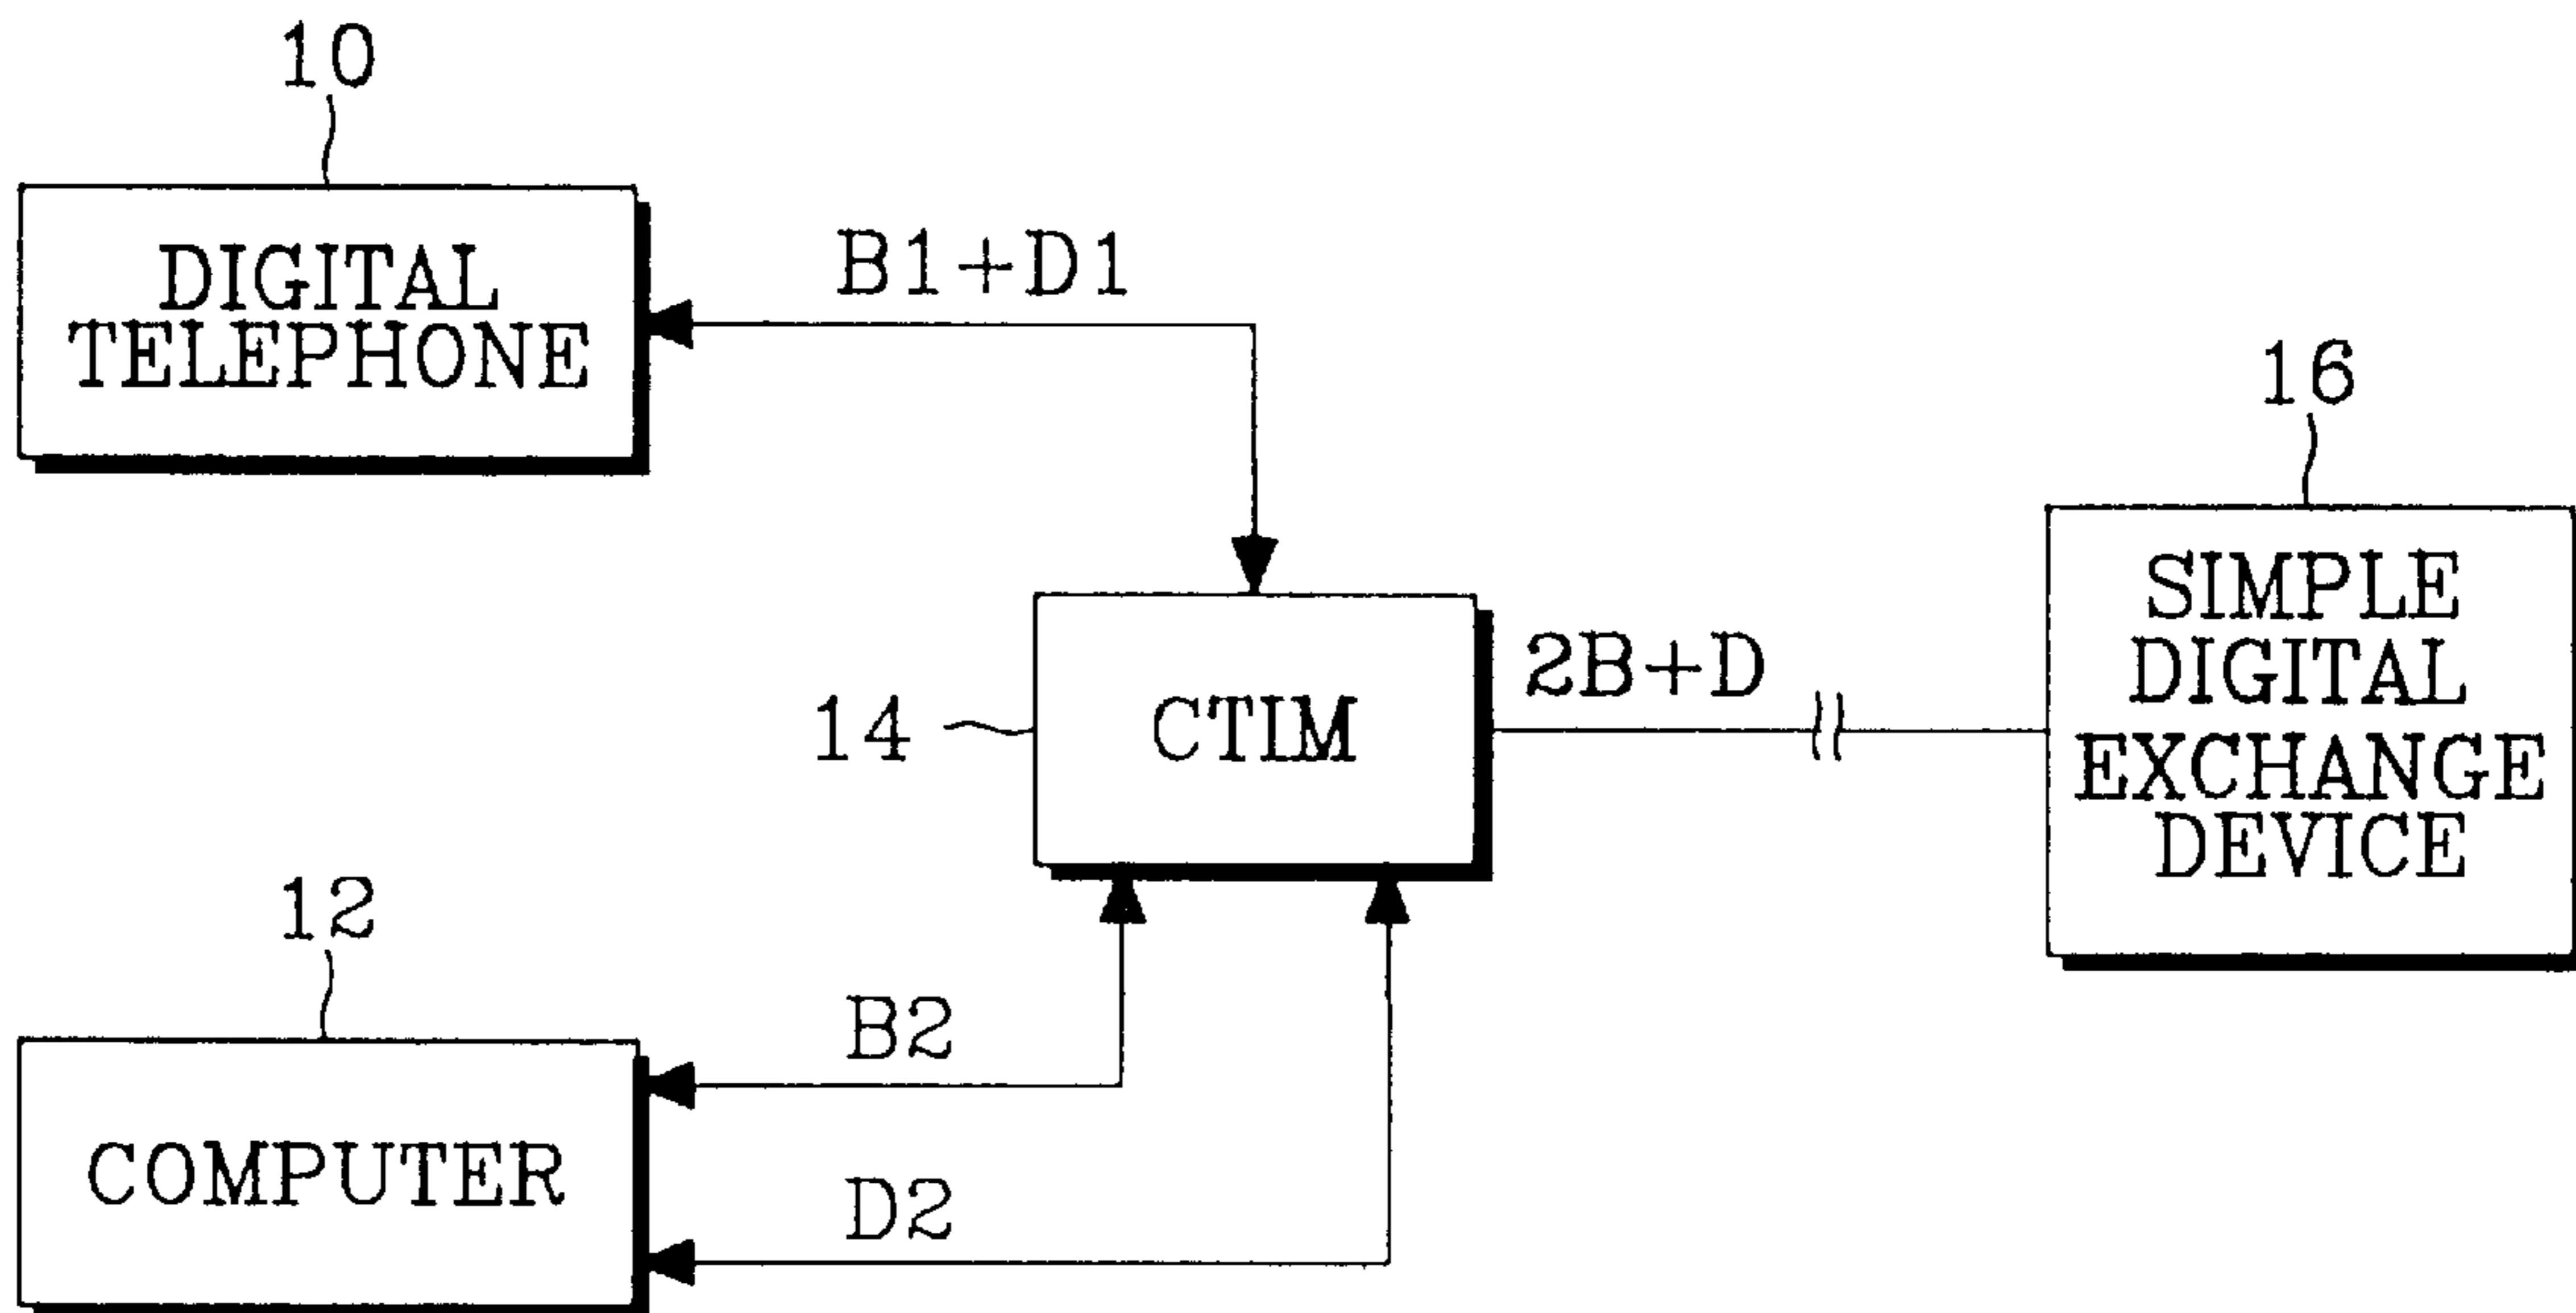 10
DIGITAL
TELEPHONE
B1+D1
16
SIMPLE
DIGITAL
EXCHANGE
DEVICE
2B+D
14
CTIM
12
COMPUTER
B2
D2